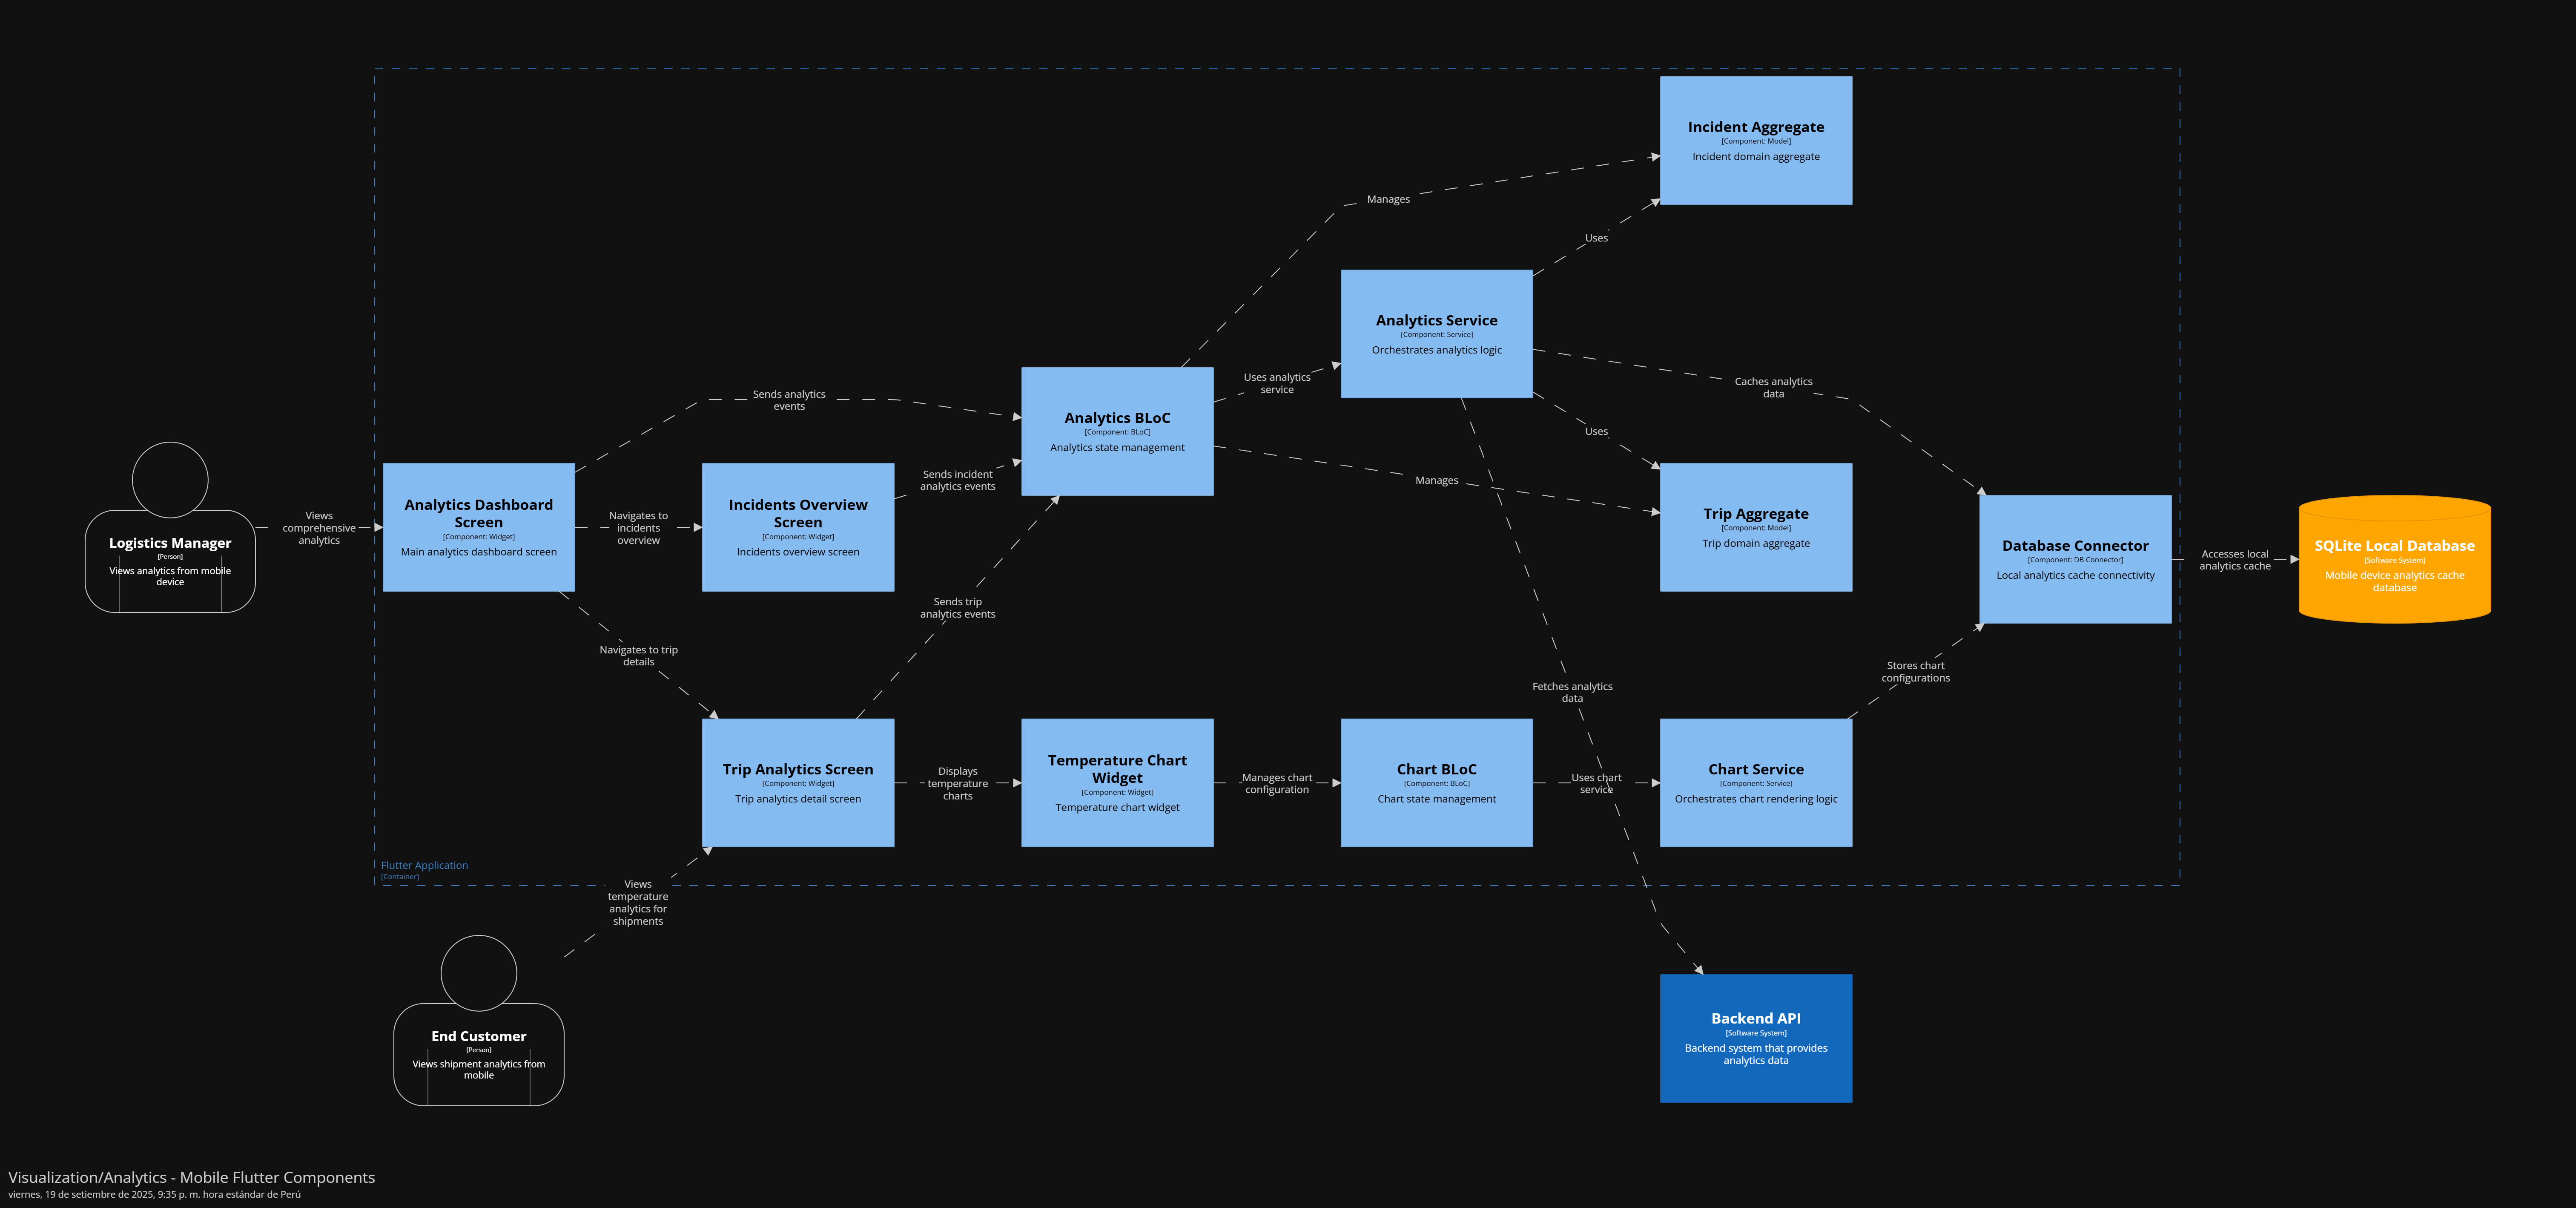 Incident Aggregate
[Component: Model]
Incident domain aggregate
Manages
Uses
Analytics Service
[Component: Service]
Orchestrates analytics logic
Uses analytics
service
Caches analytics
data
Sends analytics
events
Analytics BLoC
[Component: BLoC]
Analytics state management
Uses
Sends incident
analytics events
Manages
Logistics Manager
[Person]
Views analytics from mobile
device
Views
comprehensive
analytics
Analytics Dashboard
Screen
[Component: Widget]
Main analytics dashboard screen
Navigates to
incidents
overview
Incidents Overview
Screen
[Component: Widget]
Incidents overview screen
Trip Aggregate
[Component: Model]
Trip domain aggregate
Database Connector
[Component: DB Connector]
Local analytics cache connectivity
Accesses local
analytics cache
SQLite Local Database
[Software System]
Mobile device analytics cache
database
Sends trip
analytics events
Navigates to trip
details
Fetches analytics
data
Stores chart
configurations
Trip Analytics Screen
[Component: Widget]
Trip analytics detail screen
Displays
temperature
charts
Temperature Chart
Widget
[Component: Widget]
Temperature chart widget
Manages chart
configuration
Chart BLoC
[Component: BLoC]
Chart state management
Uses chart
service
Chart Service
[Component: Service]
Orchestrates chart rendering logic
Flutter Application
[Container]
Views
temperature
analytics for
shipments
End Customer
[Person]
Views shipment analytics from
mobile
Backend API
[Software System]
Backend system that provides
analytics data
Visualization/Analytics - Mobile Flutter Components
viernes, 19 de setiembre de 2025, 9:35 p. m. hora estándar de Perú